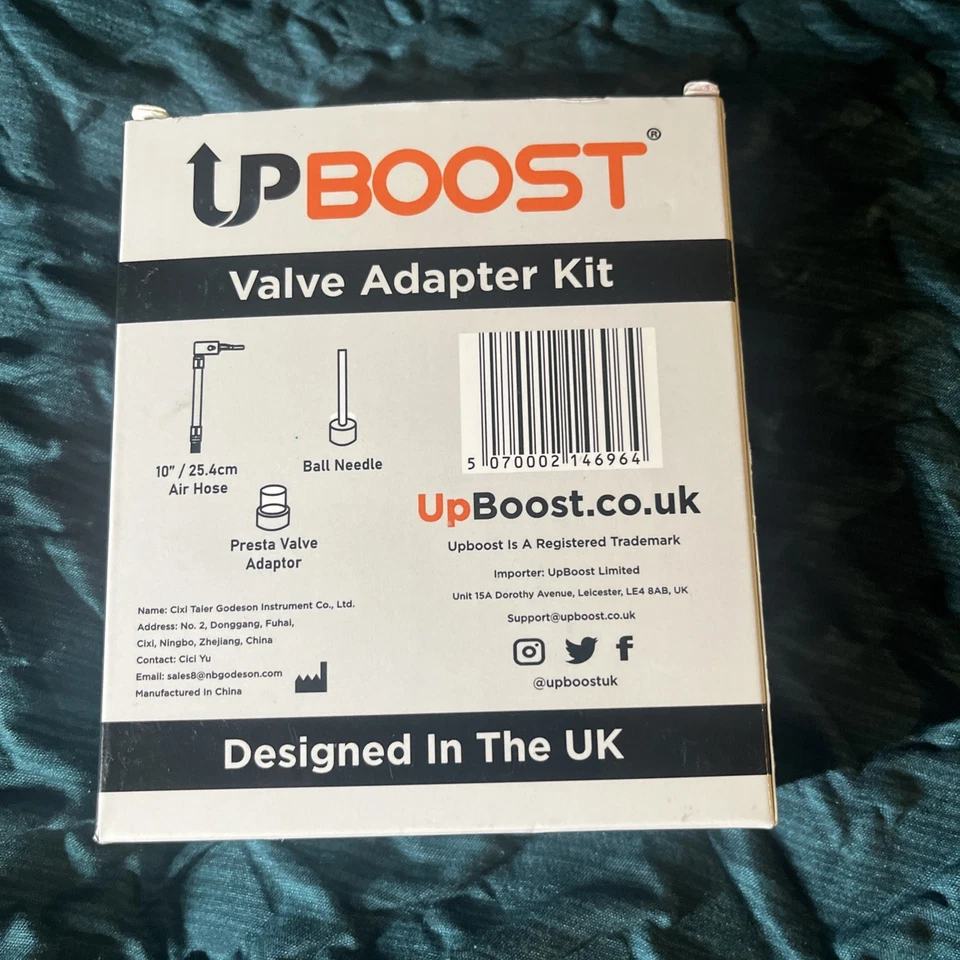 UPBOOST®
Valve Adapter Kit
10" / 25.4cm
Air Hose
Ball Needle
Presta Valve
Adaptor
5 070002 146964
UpBoost.co.uk
Upboost Is A Registered Trademark
Importer: UpBoost Limited
Unit 15A Dorothy Avenue, Leicester, LE4 8AB, UK
Support@upboost.co.uk
@upboostuk
Name: Cixi Taier Godeson Instrument Co., Ltd.
Address: No. 2, Donggang, Fuhai,
Cixi, Ningbo, Zhejiang, China
Contact: Cici Yu
Email: sales8@nbgodeson.com
Manufactured in China
Designed In The UK